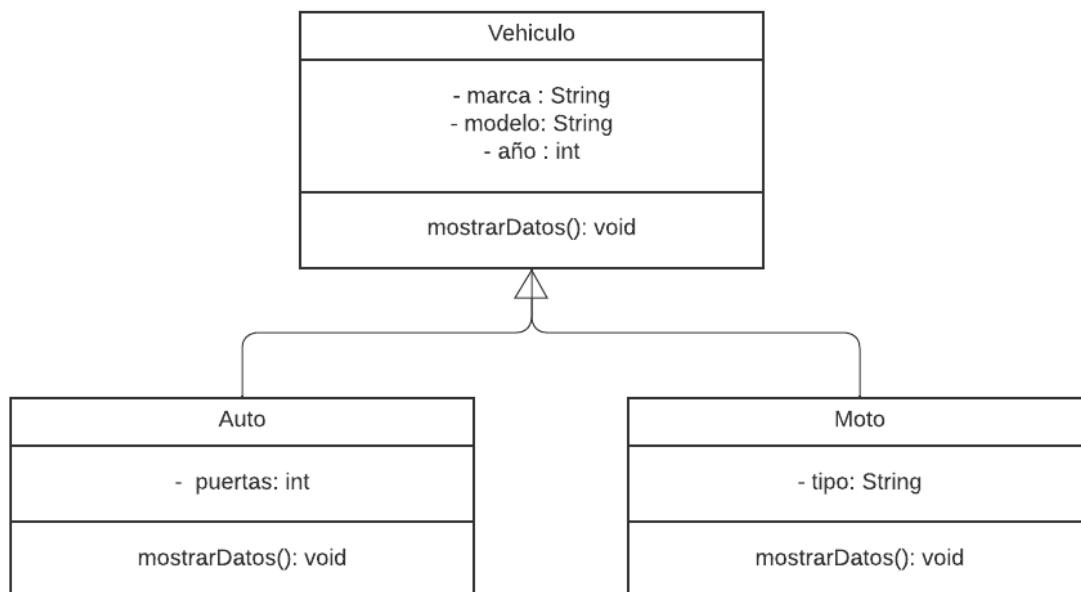 Vehiculo
- marca : String
- modelo: String
- año : int
mostrarDatos(): void
Auto
- puertas: int
mostrarDatos(): void
Moto
- tipo: String
mostrarDatos(): void